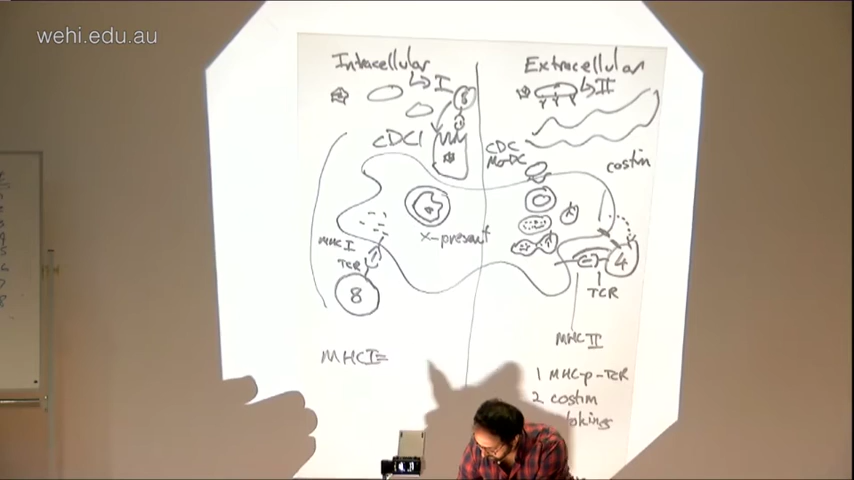 wehi.edu.au
Intracellular
↳ I
8
CDC1
MHC I
TCR
8
x-present
MHC I
Extracellular
↳ II
CDC
MoDC
costim
4
TCR
MHC II
1 MHC-p-TCR
2 costim